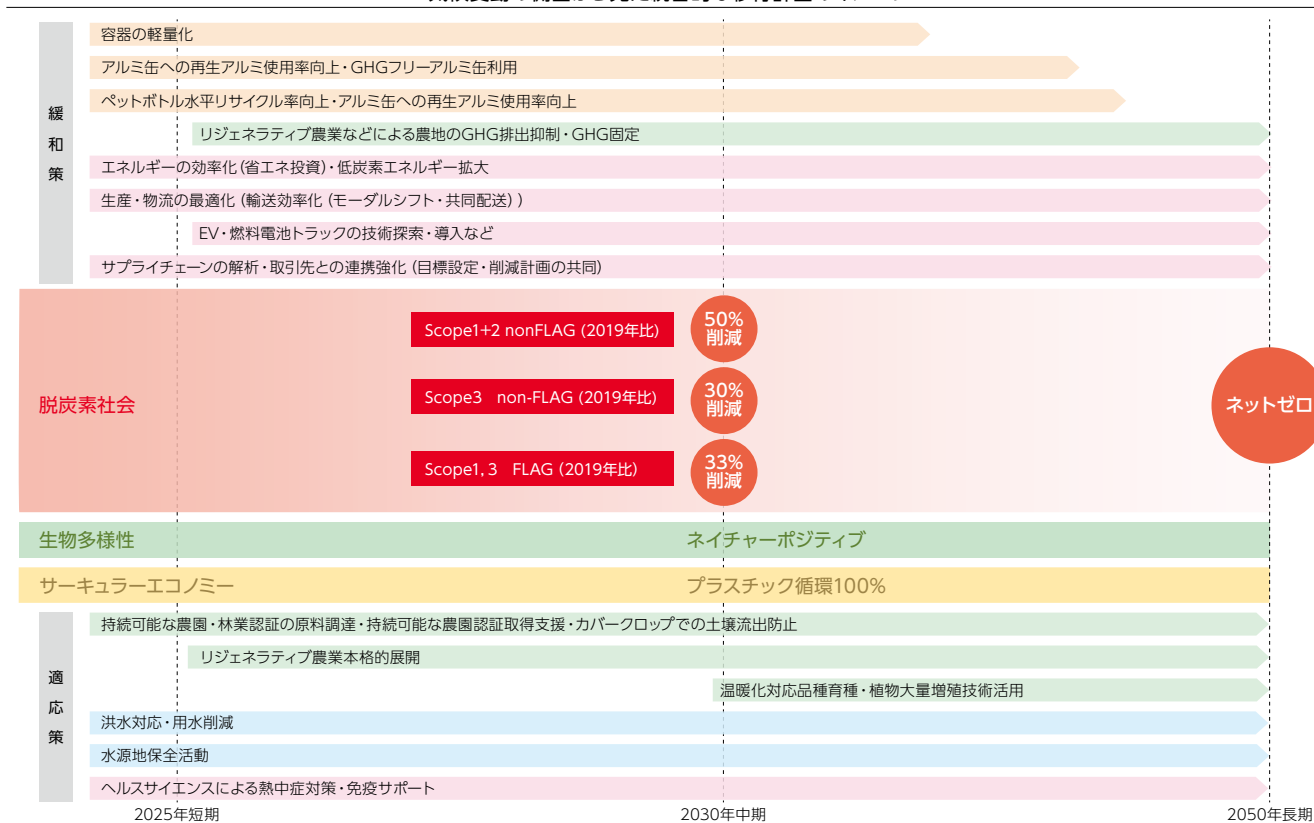 容器の軽量化
アルミ缶への再生アルミ使用率向上・GHGフリーアルミ缶利用
ペットボトル水平リサイクル率向上・アルミ缶への再生アルミ使用率向上
リジェネラティブ農業などによる農地のGHG排出抑制・GHG固定
エネルギーの効率化(省エネ投資)・低炭素エネルギー拡大
生産・物流の最適化(輸送効率化(モーダルシフト・共同配送))
EV・燃料電池トラックの技術探索・導入など
サプライチェーンの解析・取引先との連携強化(目標設定・削減計画の共同)
緩和策
脱炭素社会
Scope1+2 nonFLAG (2019年比)
50%
削減
Scope3 non-FLAG (2019年比)
30%
削減
Scope1, 3 FLAG (2019年比)
33%
削減
ネットゼロ
生物多様性 ネイチャーポジティブ
サーキュラーエコノミー プラスチック循環100%
適応策
持続可能な農園・林業認証の原料調達・持続可能な農園認証取得支援・カバークロップでの土壌流出防止
リジェネラティブ農業本格的展開
温暖化対応品種育種・植物大量増殖技術活用
洪水対応・用水削減
水源地保全活動
ヘルスサイエンスによる熱中症対策・免疫サポート
2025年短期 2030年中期 2050年長期